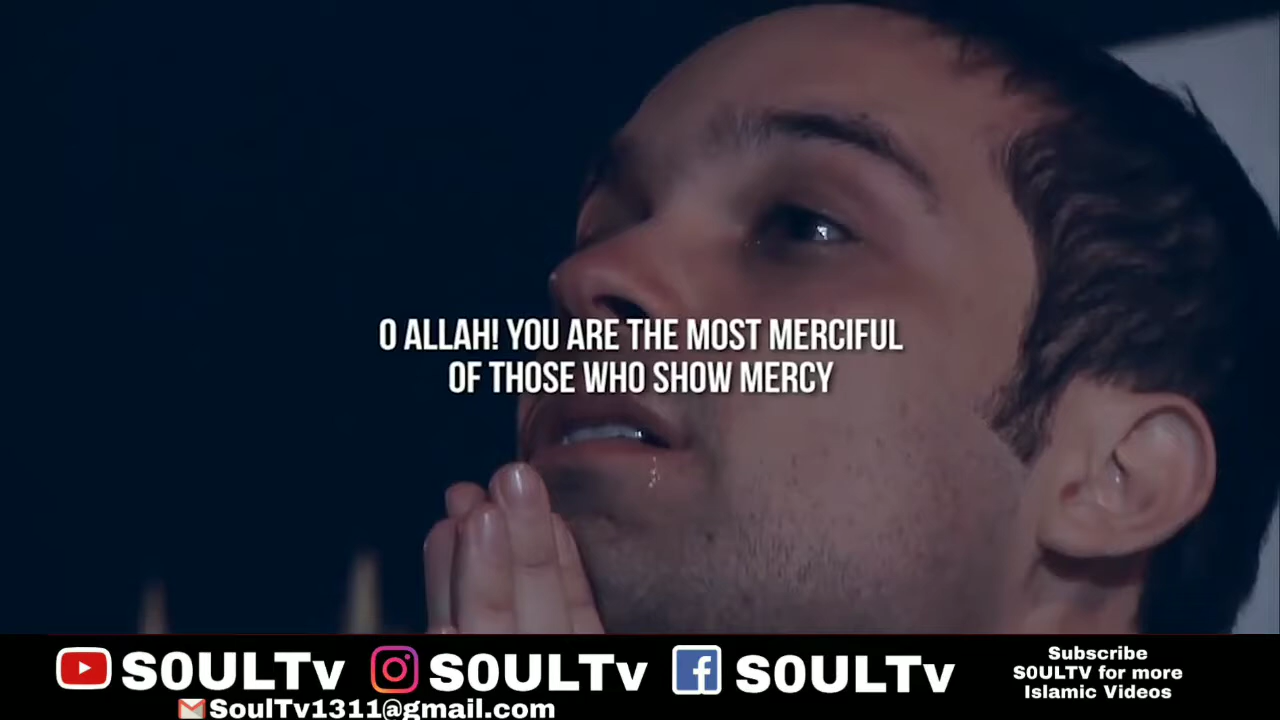 O ALLAH! YOU ARE THE MOST MERCIFUL
OF THOSE WHO SHOW MERCY
S0ULTv S0ULTv S0ULTv
SoulTv1311@gmail.com
Subscribe
S0ULTV for more
Islamic Videos